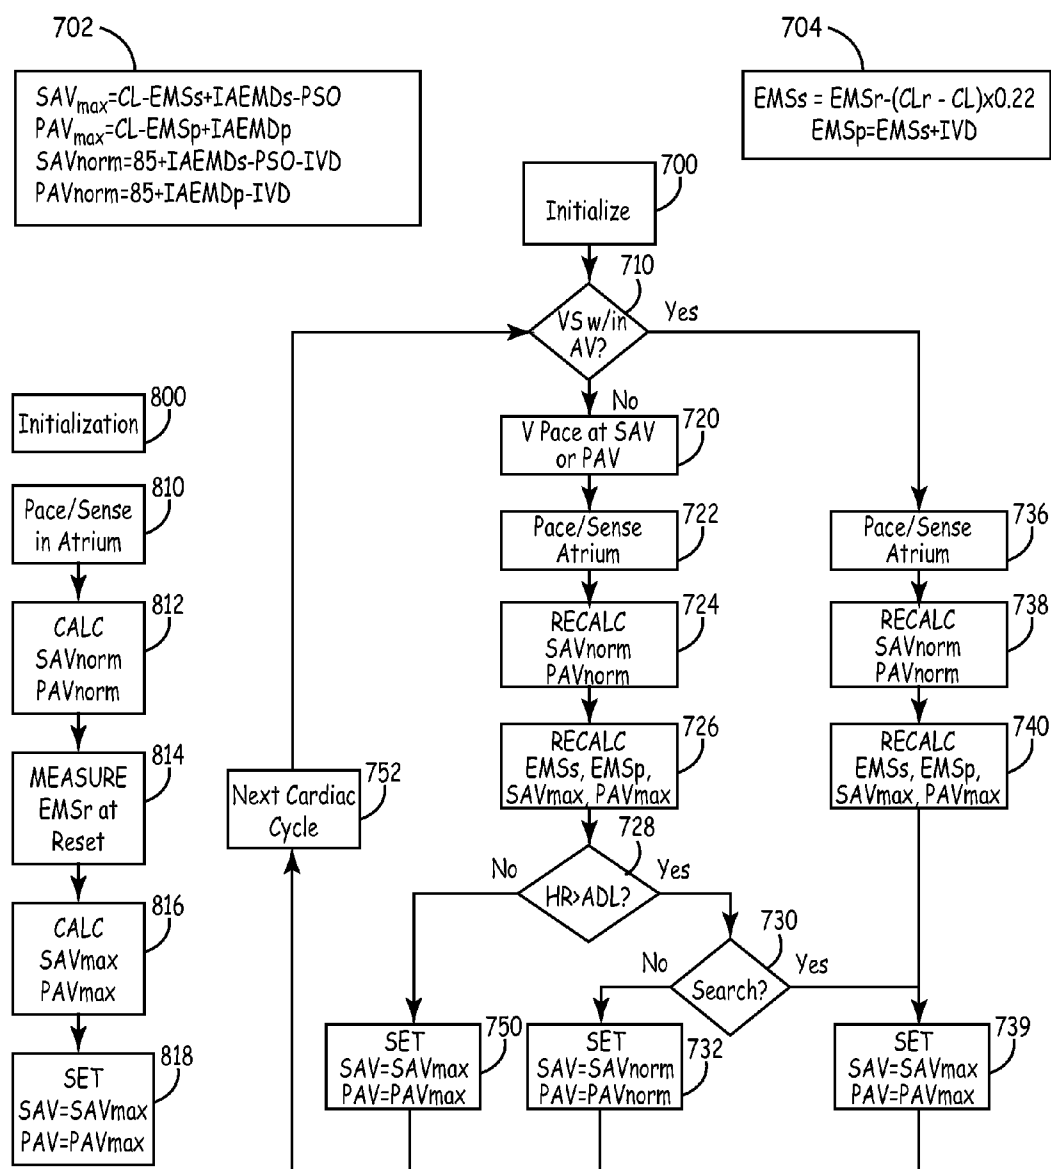 702
SAVmax=CL-EMSs+IAEMDs-PSO
PAVmax=CL-EMSp+IAEMDp
SAVnorm=85+IAEMDs-PSO-IVD
PAVnorm=85+IAEMDp-IVD
704
EMSs = EMSr-(CLr - CL)x0.22
EMSp=EMSs+IVD
700
Initialize
710
VS w/in
AV?
Yes
No
720
V Pace at SAV
or PAV
722
Pace/Sense
Atrium
724
RECALC
SAVnorm
PAVnorm
726
RECALC
EMSs, EMSp,
SAVmax, PAVmax
728
HR>ADL?
No
Yes
730
Search?
No
Yes
736
Pace/Sense
Atrium
738
RECALC
SAVnorm
PAVnorm
740
RECALC
EMSs, EMSp,
SAVmax, PAVmax
750
SET
SAV=SAVmax
PAV=PAVmax
732
SET
SAV=SAVnorm
PAV=PAVnorm
739
SET
SAV=SAVmax
PAV=PAVmax
752
Next Cardiac
Cycle
800
Initialization
810
Pace/Sense
in Atrium
812
CALC
SAVnorm
PAVnorm
814
MEASURE
EMSr at
Reset
816
CALC
SAVmax
PAVmax
818
SET
SAV=SAVmax
PAV=PAVmax